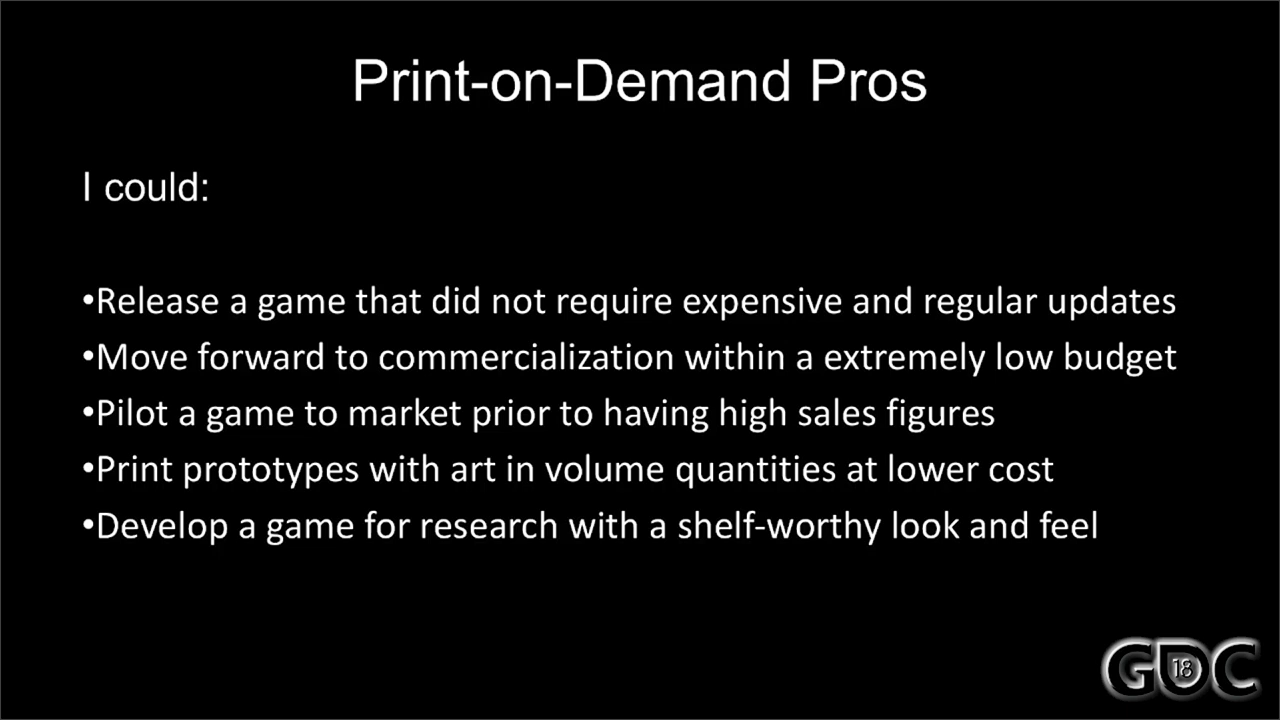 Print-on-Demand Pros
I could:
•Release a game that did not require expensive and regular updates
•Move forward to commercialization within a extremely low budget
•Pilot a game to market prior to having high sales figures
•Print prototypes with art in volume quantities at lower cost
•Develop a game for research with a shelf-worthy look and feel
GDC 18